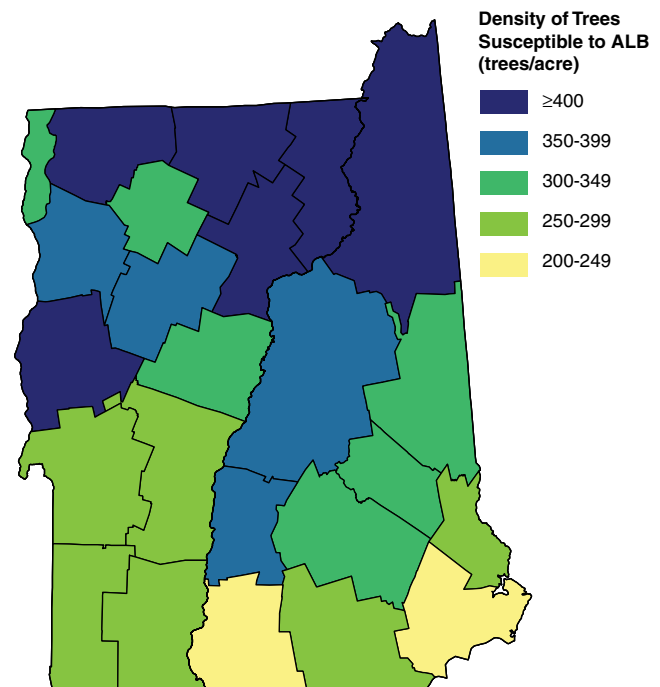 Density of Trees
Susceptible to ALB
(trees/acre)
≥400
350-399
300-349
250-299
200-249